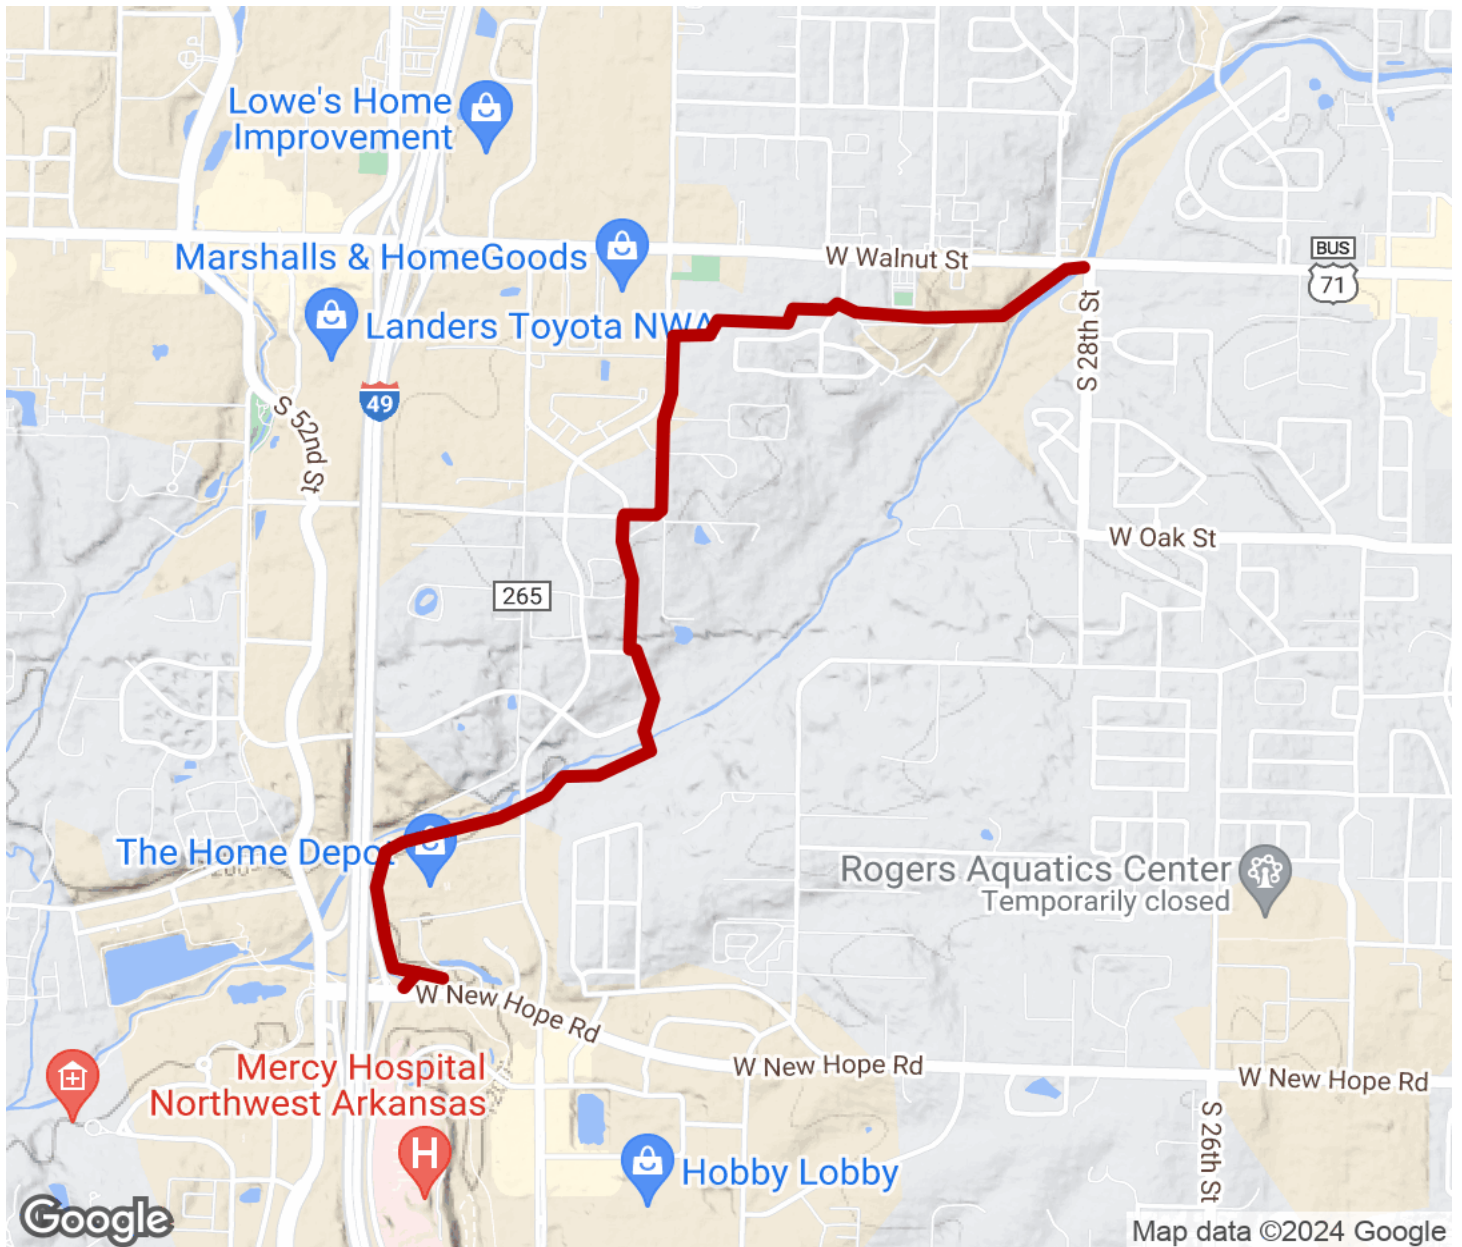 Lowe's Home
Improvement
Marshalls & HomeGoods
W Walnut St
BUS
71
Landers Toyota NWA
S 28th St
49
S 52nd St
W Oak St
265
The Home Depot
Rogers Aquatics Center
Temporarily closed
W New Hope Rd
W New Hope Rd
W New Hope Rd
Mercy Hospital
Northwest Arkansas
S 26th St
H
Hobby Lobby
Google
Map data ©2024 Google